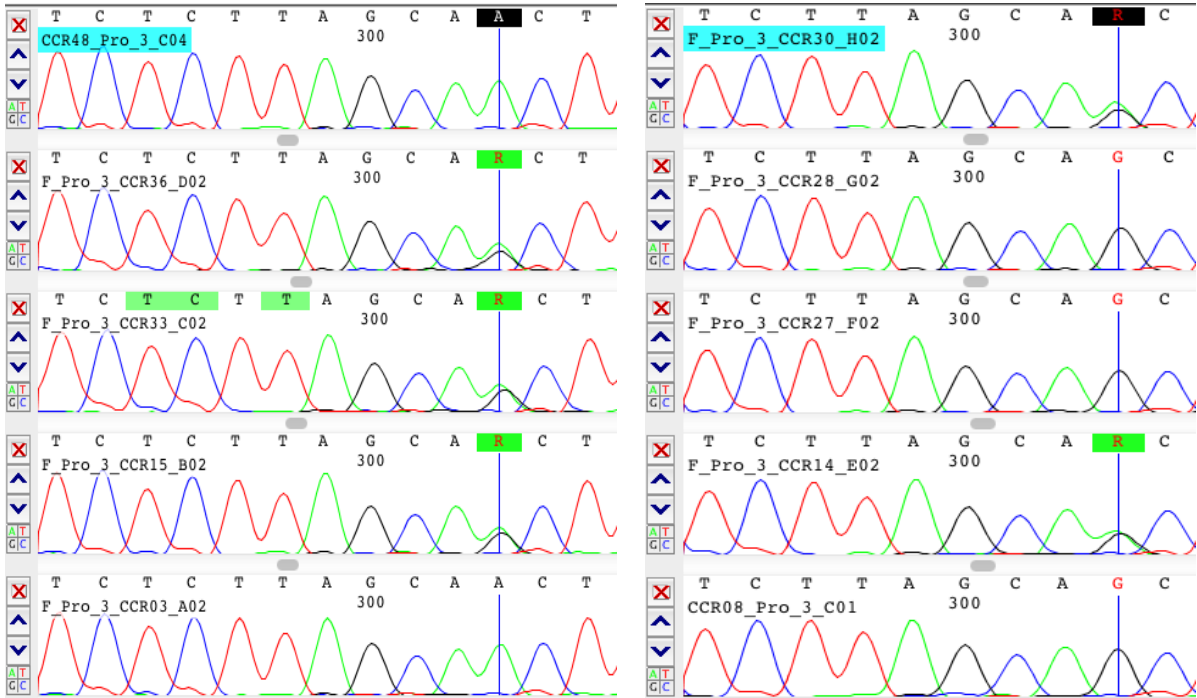 T C T C T T A G C A A C T
300
CCR48_Pro_3_C04
A T
G C
T C T C T T A G C A R C T
300
F_Pro_3_CCR36_D02
A T
G C
T C T C T T A G C A R C T
300
F_Pro_3_CCR33_C02
A T
G C
T C T C T T A G C A R C T
300
F_Pro_3_CCR15_B02
A T
G C
T C T C T T A G C A A C T
300
F_Pro_3_CCR03_A02
A T
G C
T C T T A G C A R C
300
F_Pro_3_CCR30_H02
A T
G C
T C T T A G C A G C
300
F_Pro_3_CCR28_G02
A T
G C
T C T T A G C A G C
300
F_Pro_3_CCR27_F02
A T
G C
T C T T A G C A R C
300
F_Pro_3_CCR14_E02
A T
G C
T C T T A G C A G C
300
CCR08_Pro_3_C01
A T
G C